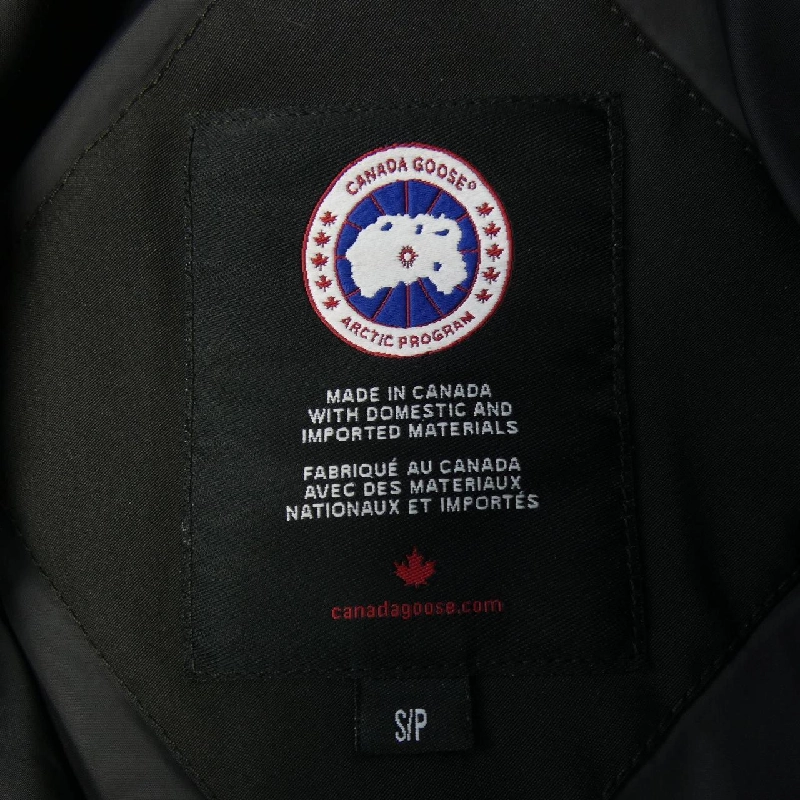 CANADA GOOSE®
ARCTIC PROGRAM
MADE IN CANADA
WITH DOMESTIC AND
IMPORTED MATERIALS
FABRIQUÉ AU CANADA
AVEC DES MATERIAUX
NATIONAUX ET IMPORTÉS
canadagoose.com
S/P